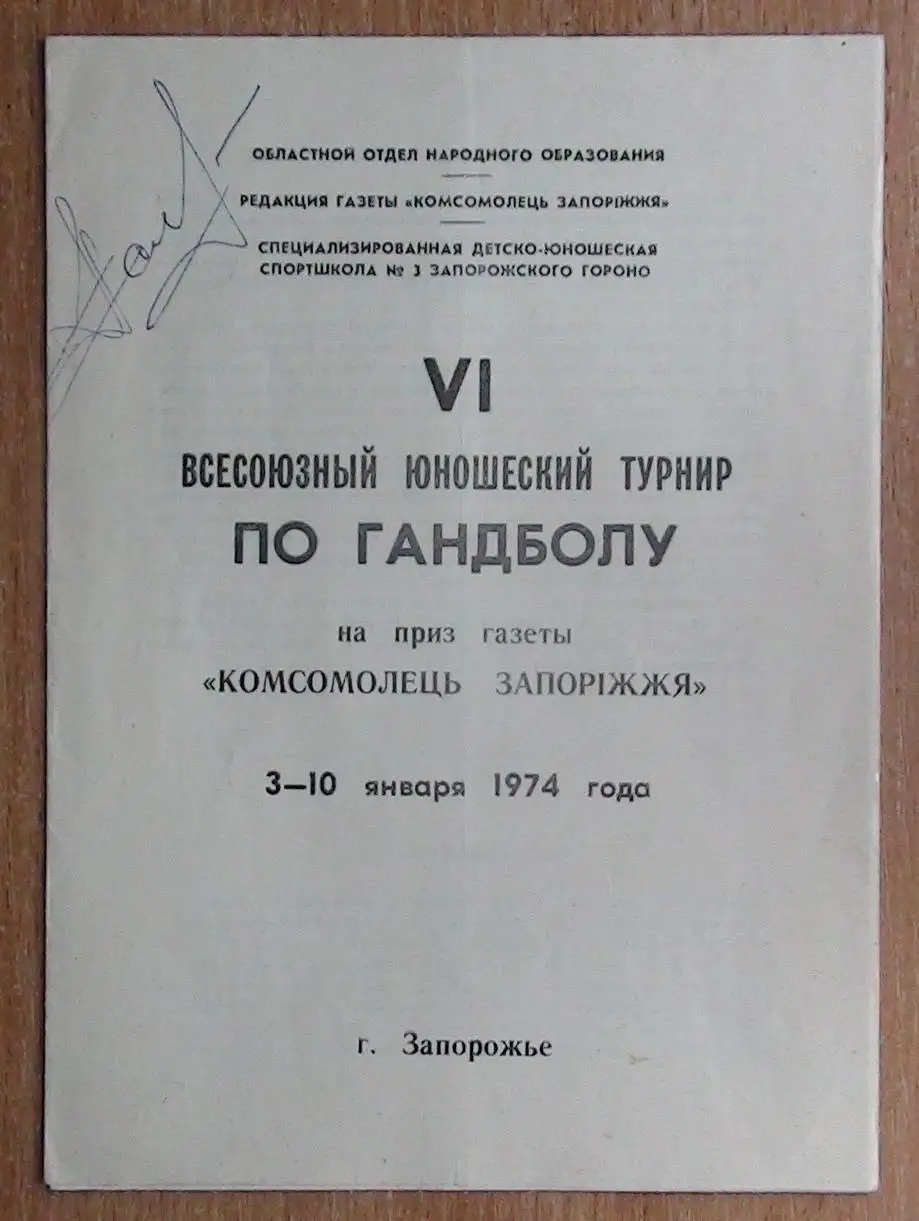 ОБЛАСТНОЙ ОТДЕЛ НАРОДНОГО ОБРАЗОВАНИЯ
РЕДАКЦИЯ ГАЗЕТЫ «КОМСОМОЛЕЦЬ ЗАПОРІЖЖЯ»
СПЕЦИАЛИЗИРОВАННАЯ ДЕТСКО-ЮНОШЕСКАЯ
СПОРТШКОЛА № 3 ЗАПОРОЖСКОГО ГОРОНО
VI
ВСЕСОЮЗНЫЙ ЮНОШЕСКИЙ ТУРНИР
ПО ГАНДБОЛУ
на приз газеты
«КОМСОМОЛЕЦЬ ЗАПОРІЖЖЯ»
3—10 января 1974 года
г. Запорожье